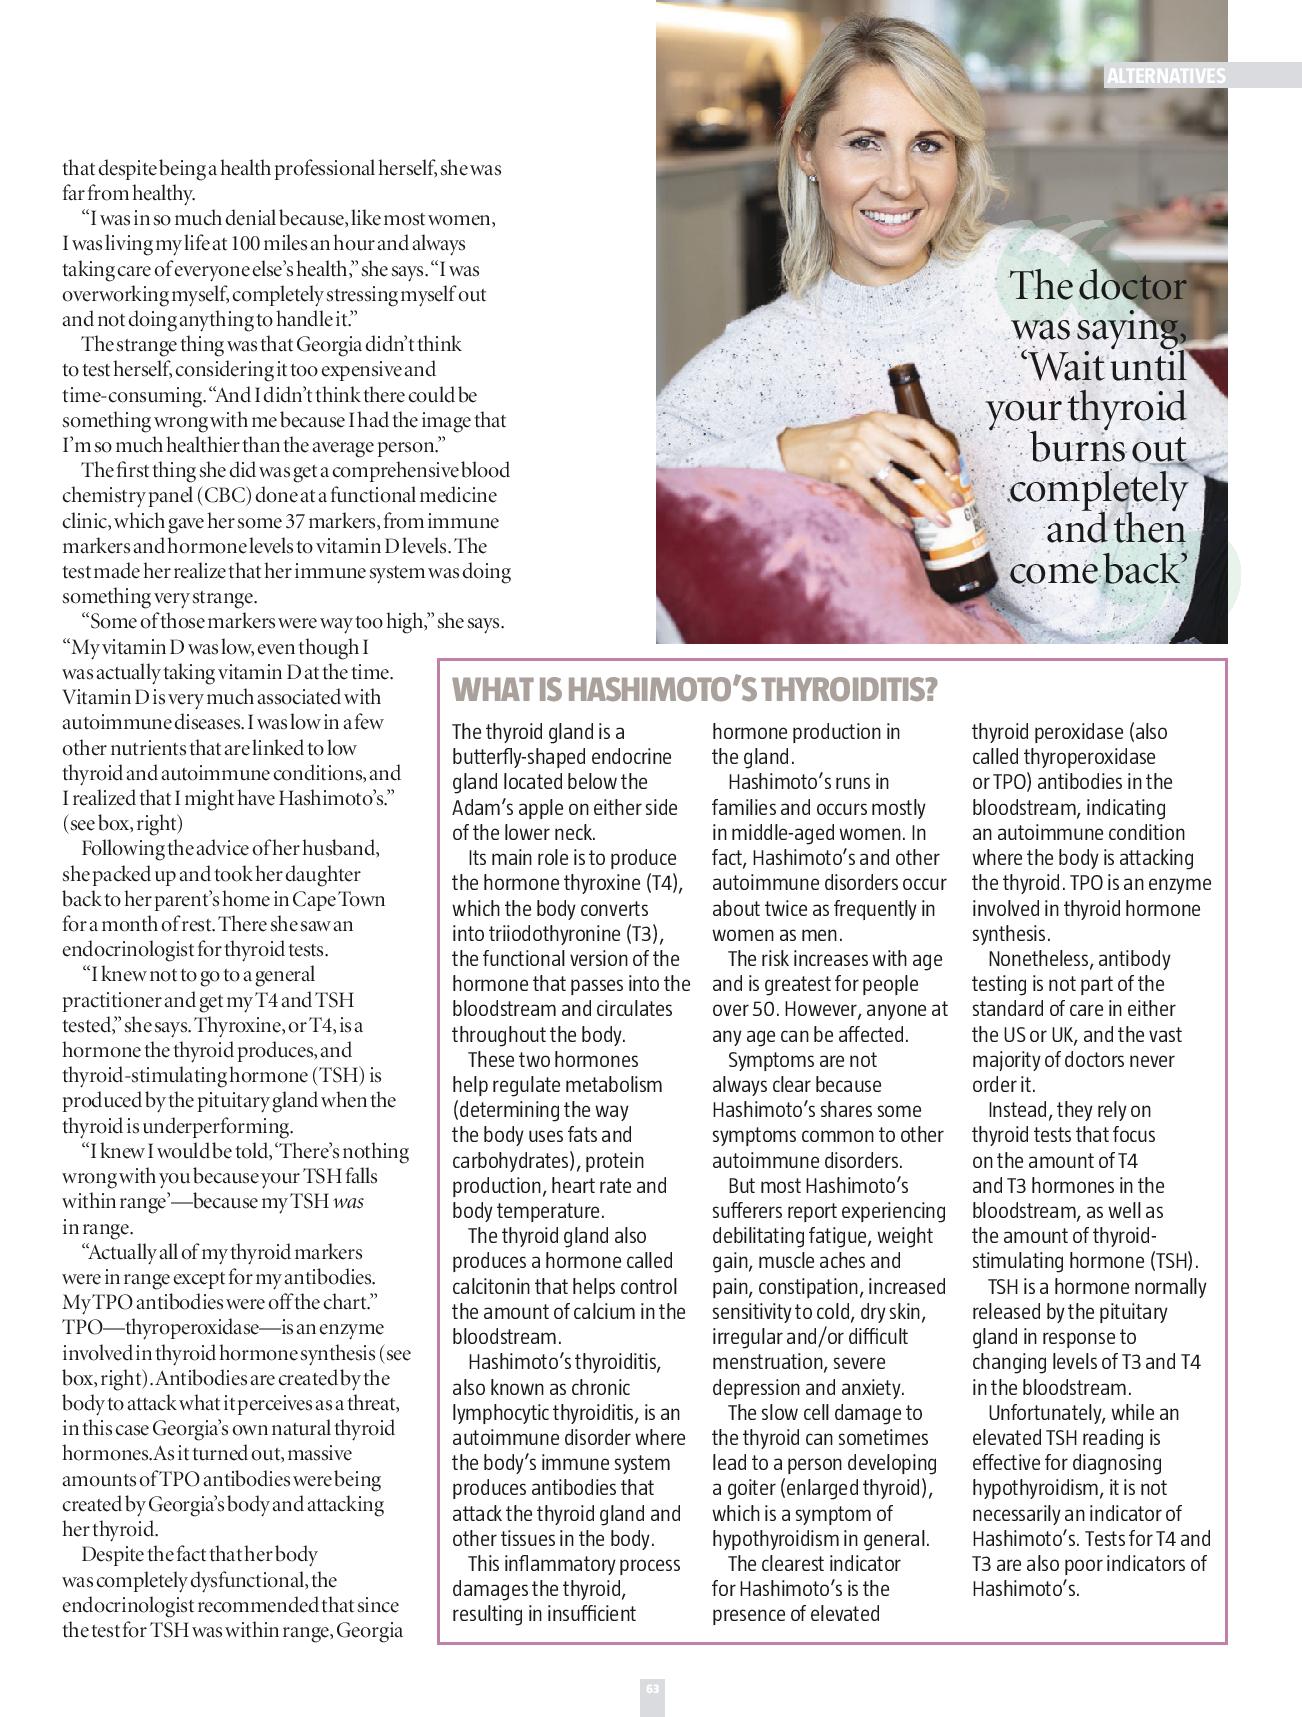 ALTERNATIVES
that despite being a health professional herself, she was
far from healthy.
“I was in so much denial because, like most women,
I was living my life at 100 miles an hour and always
taking care of everyone else’s health,” she says. “I was
overworking myself, completely stressing myself out
and not doing anything to handle it.”
The strange thing was that Georgia didn’t think
to test herself, considering it too expensive and
time-consuming. “And I didn’t think there could be
something wrong with me because I had the image that
I’m so much healthier than the average person.”
The first thing she did was get a comprehensive blood
chemistry panel (CBC) done at a functional medicine
clinic, which gave her some 37 markers, from immune
markers and hormone levels to vitamin D levels. The
test made her realize that her immune system was doing
something very strange.
“Some of those markers were way too high,” she says.
“My vitamin D was low, even though I
was actually taking vitamin D at the time.
Vitamin D is very much associated with
autoimmune diseases. I was low in a few
other nutrients that are linked to low
thyroid and autoimmune conditions, and
I realized that I might have Hashimoto’s.”
(see box, right)
Following the advice of her husband,
she packed up and took her daughter
back to her parent’s home in Cape Town
for a month of rest. There she saw an
endocrinologist for thyroid tests.
“I knew not to go to a general
practitioner and get my T4 and TSH
tested,” she says. Thyroxine, or T4, is a
hormone the thyroid produces, and
thyroid-stimulating hormone (TSH) is
produced by the pituitary gland when the
thyroid is underperforming.
“I knew I would be told, ‘There’s nothing
wrong with you because your TSH falls
within range’—because my TSH was
in range.
“Actually all of my thyroid markers
were in range except for my antibodies.
My TPO antibodies were off the chart.”
TPO—thyroperoxidase—is an enzyme
involved in thyroid hormone synthesis (see
box, right). Antibodies are created by the
body to attack what it perceives as a threat,
in this case Georgia’s own natural thyroid
hormones. As it turned out, massive
amounts of TPO antibodies were being
created by Georgia’s body and attacking
her thyroid.
Despite the fact that her body
was completely dysfunctional, the
endocrinologist recommended that since
the test for TSH was within range, Georgia
The doctor
was saying,
‘Wait until
your thyroid
burns out
completely
and then
come back’
WHAT IS HASHIMOTO’S THYROIDITIS?
The thyroid gland is a
butterfly-shaped endocrine
gland located below the
Adam’s apple on either side
of the lower neck.
Its main role is to produce
the hormone thyroxine (T4),
which the body converts
into triiodothyronine (T3),
the functional version of the
hormone that passes into the
bloodstream and circulates
throughout the body.
These two hormones
help regulate metabolism
(determining the way
the body uses fats and
carbohydrates), protein
production, heart rate and
body temperature.
The thyroid gland also
produces a hormone called
calcitonin that helps control
the amount of calcium in the
bloodstream.
Hashimoto’s thyroiditis,
also known as chronic
lymphocytic thyroiditis, is an
autoimmune disorder where
the body’s immune system
produces antibodies that
attack the thyroid gland and
other tissues in the body.
This inflammatory process
damages the thyroid,
resulting in insufficient
hormone production in
the gland.
Hashimoto’s runs in
families and occurs mostly
in middle-aged women. In
fact, Hashimoto’s and other
autoimmune disorders occur
about twice as frequently in
women as men.
The risk increases with age
and is greatest for people
over 50. However, anyone at
any age can be affected.
Symptoms are not
always clear because
Hashimoto’s shares some
symptoms common to other
autoimmune disorders.
But most Hashimoto’s
sufferers report experiencing
debilitating fatigue, weight
gain, muscle aches and
pain, constipation, increased
sensitivity to cold, dry skin,
irregular and/or difficult
menstruation, severe
depression and anxiety.
The slow cell damage to
the thyroid can sometimes
lead to a person developing
a goiter (enlarged thyroid),
which is a symptom of
hypothyroidism in general.
The clearest indicator
for Hashimoto’s is the
presence of elevated
thyroid peroxidase (also
called thyroperoxidase
or TPO) antibodies in the
bloodstream, indicating
an autoimmune condition
where the body is attacking
the thyroid. TPO is an enzyme
involved in thyroid hormone
synthesis.
Nonetheless, antibody
testing is not part of the
standard of care in either
the US or UK, and the vast
majority of doctors never
order it.
Instead, they rely on
thyroid tests that focus
on the amount of T4
and T3 hormones in the
bloodstream, as well as
the amount of thyroid-
stimulating hormone (TSH).
TSH is a hormone normally
released by the pituitary
gland in response to
changing levels of T3 and T4
in the bloodstream.
Unfortunately, while an
elevated TSH reading is
effective for diagnosing
hypothyroidism, it is not
necessarily an indicator of
Hashimoto’s. Tests for T4 and
T3 are also poor indicators of
Hashimoto’s.
63